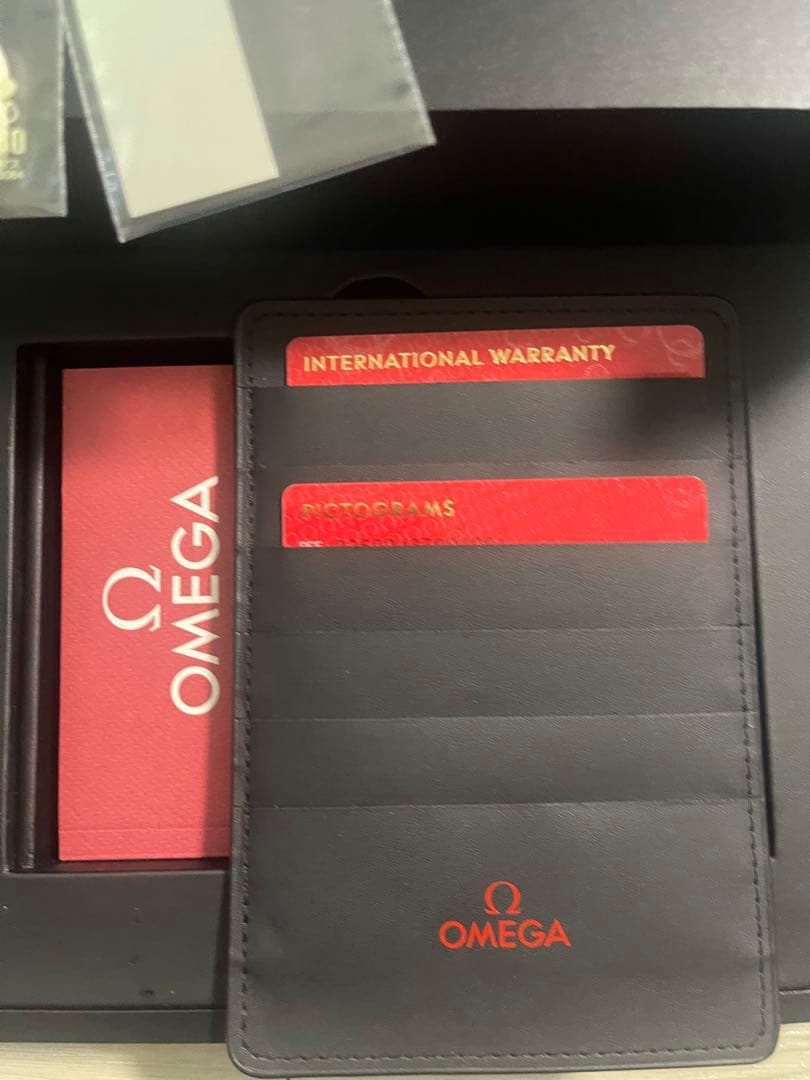 INTERNATIONAL WARRANTY
PICTOGRAMS
Ω
OMEGA
Ω
OMEGA